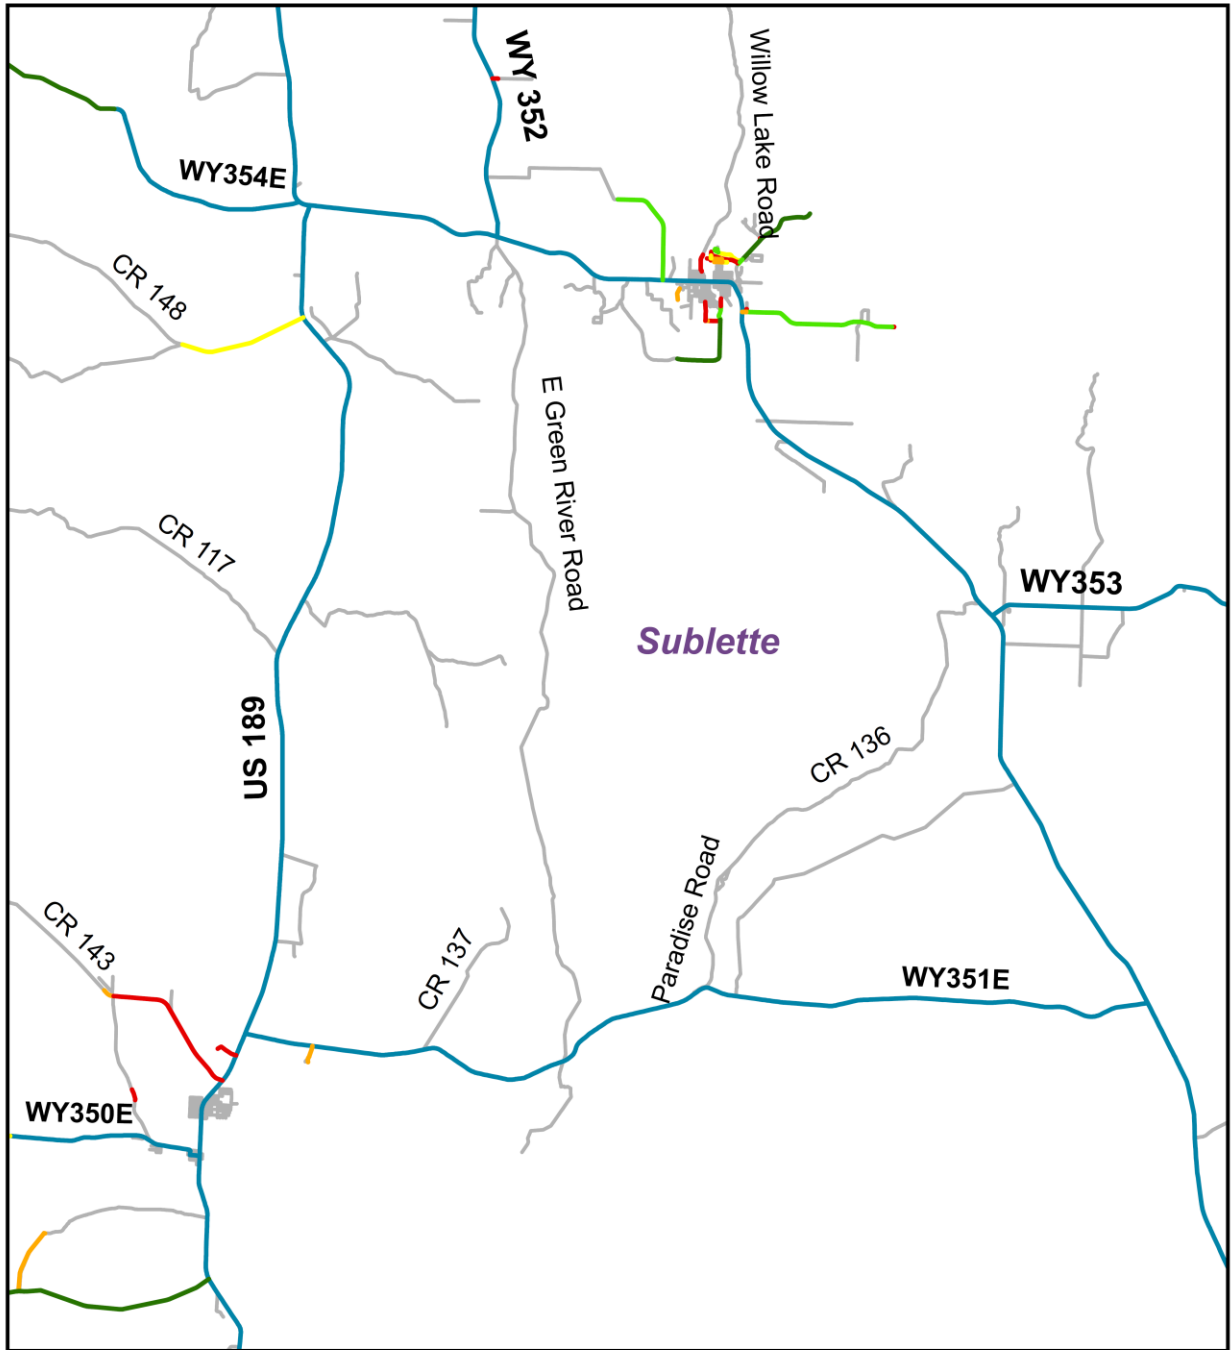 WY 352
Willow Lake Road
WY354E
CR 148
E Green River Road
CR 117
WY353
Sublette
US 189
CR 136
Paradise Road
CR 143
CR 137
WY351E
WY350E